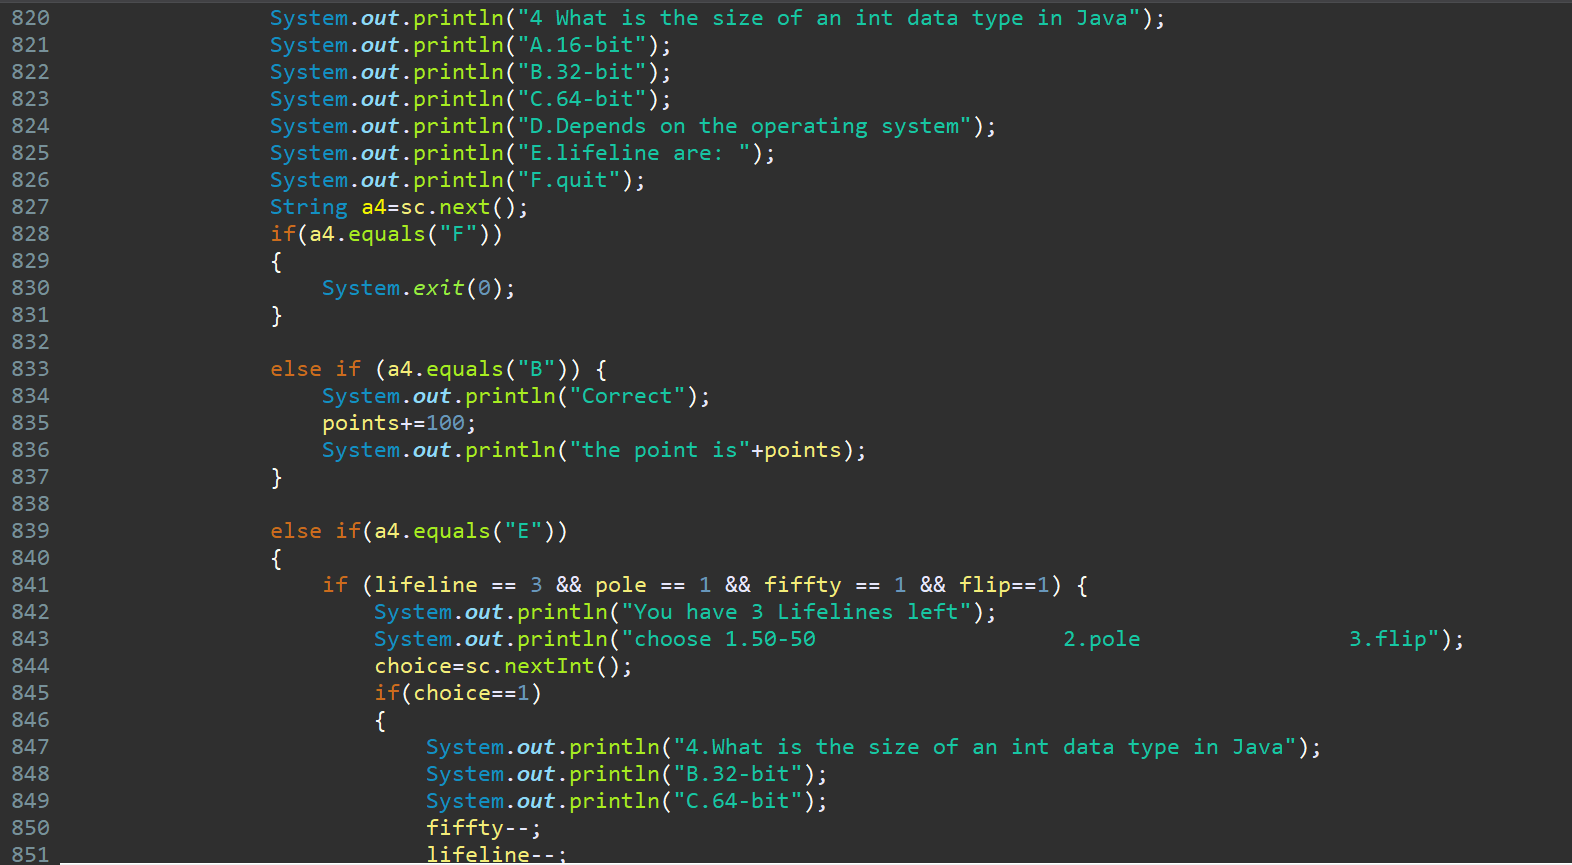 820 System.out.println("4 What is the size of an int data type in Java");
821 System.out.println("A.16-bit");
822 System.out.println("B.32-bit");
823 System.out.println("C.64-bit");
824 System.out.println("D.Depends on the operating system");
825 System.out.println("E.lifeline are: ");
826 System.out.println("F.quit");
827 String a4=sc.next();
828 if(a4.equals("F"))
829 {
830 System.exit(0);
831 }
832
833 else if (a4.equals("B")) {
834 System.out.println("Correct");
835 points+=100;
836 System.out.println("the point is"+points);
837 }
838
839 else if(a4.equals("E"))
840 {
841 if (lifeline == 3 && pole == 1 && fiffty == 1 && flip==1) {
842 System.out.println("You have 3 Lifelines left");
843 System.out.println("choose 1.50-50                   2.pole                3.flip");
844 choice=sc.nextInt();
845 if(choice==1)
846 {
847 System.out.println("4.What is the size of an int data type in Java");
848 System.out.println("B.32-bit");
849 System.out.println("C.64-bit");
850 fiffty--;
851 lifeline--;